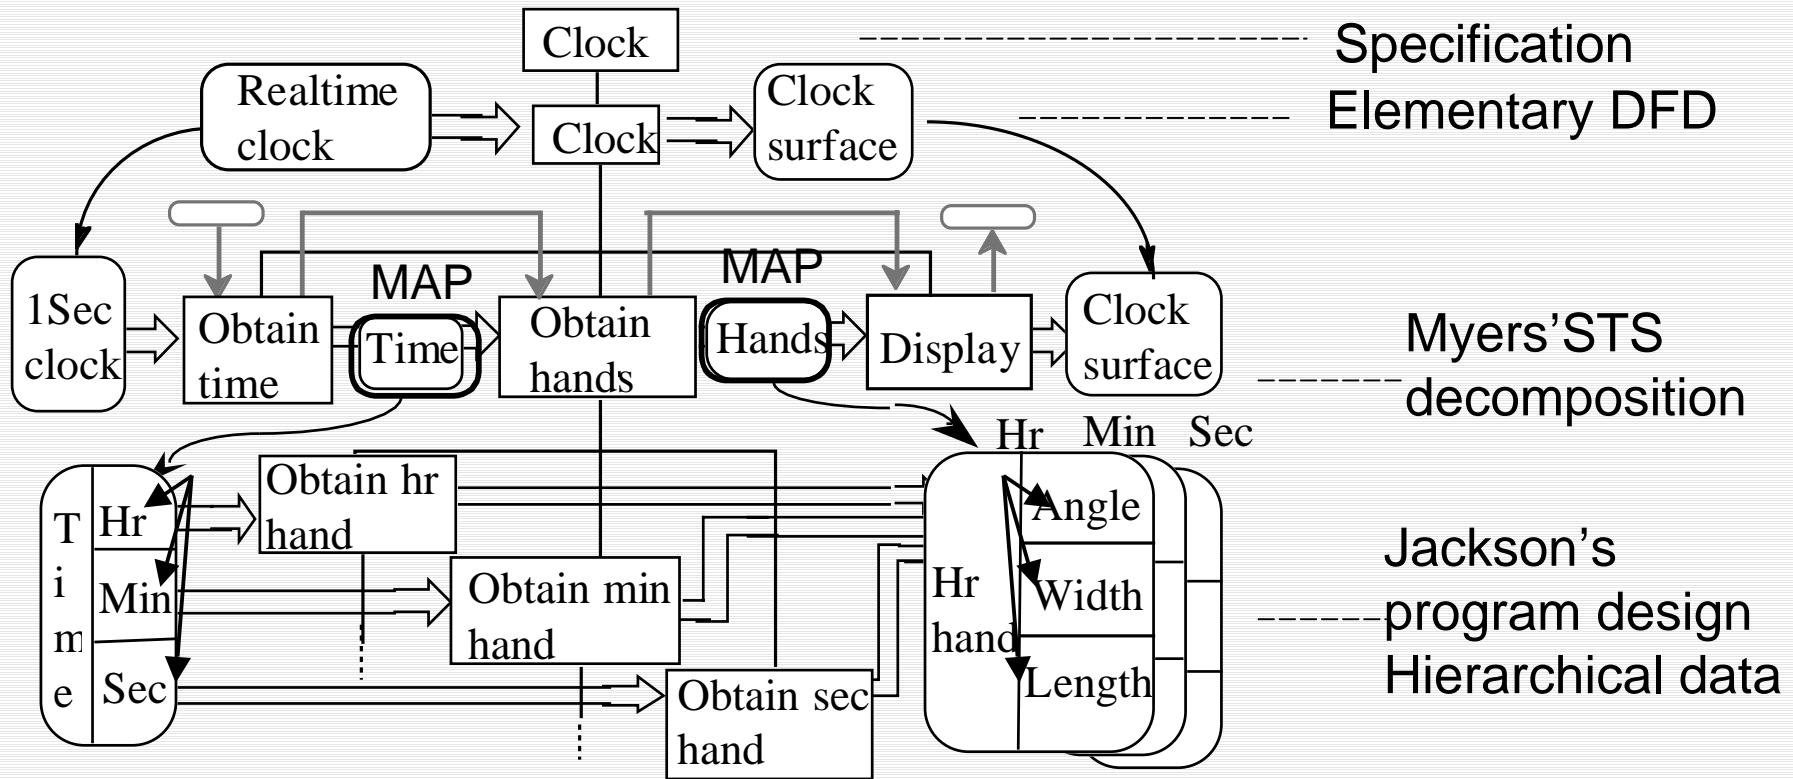 Clock
Specification
Realtime
clock
Clock
Clock
surface
Elementary DFD
MAP
MAP
1Sec
clock
Obtain
time
Time
Obtain
hands
Hands
Display
Clock
surface
Myers'STS
decomposition
Hr Min Sec
Time
Hr
Min
Sec
Obtain hr
hand
Obtain min
hand
Obtain sec
hand
Hr
hand
Angle
Width
Length
Jackson's
program design
Hierarchical data